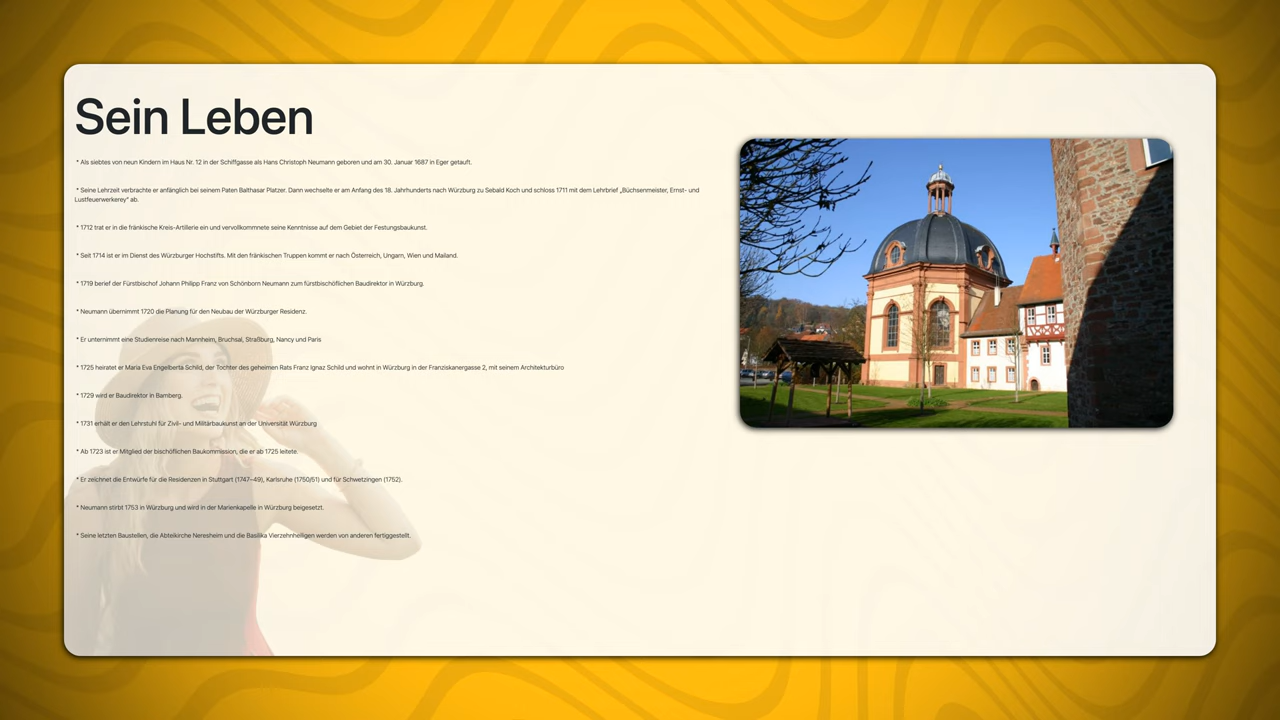 Sein Leben
* Als siebtes von neun Kindern im Haus Nr. 12 in der Schiffgasse als Hans Christoph Neumann geboren und am 30. Januar 1687 in Eger getauft.
* Seine Lehrzeit verbrachte er anfänglich bei seinem Paten Balthasar Platzer. Dann wechselte er am Anfang des 18. Jahrhunderts nach Würzburg zu Sebald Koch und schloss 1711 mit dem Lehrbrief „Büchsenmeister, Ernst- und
Lustfeuerwerkerey" ab.
* 1712 trat er in die fränkische Kreis-Artillerie ein und vervollkommnete seine Kenntnisse auf dem Gebiet der Festungsbaukunst.
* Seit 1714 ist er im Dienst des Würzburger Hochstifts. Mit den fränkischen Truppen kommt er nach Österreich, Ungarn, Wien und Mailand.
* 1719 berief der Fürstbischof Johann Philipp Franz von Schönborn Neumann zum fürstbischöflichen Baudirektor in Würzburg.
* Neumann übernimmt 1720 die Planung für den Neubau der Würzburger Residenz.
* Er unternimmt eine Studienreise nach Mannheim, Bruchsal, Straßburg, Nancy und Paris
* 1725 heiratet er Maria Eva Engelberta Schild, der Tochter des geheimen Rats Franz Ignaz Schild und wohnt in Würzburg in der Franziskanergasse 2, mit seinem Architekturbüro
* 1729 wird er Baudirektor in Bamberg.
* 1731 erhält er den Lehrstuhl für Zivil- und Militärbaukunst an der Universität Würzburg
* Ab 1723 ist er Mitglied der bischöflichen Baukommission, die er ab 1725 leitete.
* Er zeichnet die Entwürfe für die Residenzen in Stuttgart (1747–49), Karlsruhe (1750/51) und für Schwetzingen (1752).
* Neumann stirbt 1753 in Würzburg und wird in der Marienkapelle in Würzburg beigesetzt.
* Seine letzten Baustellen, die Abteikirche Neresheim und die Basilika Vierzehnheiligen werden von anderen fertiggestellt.